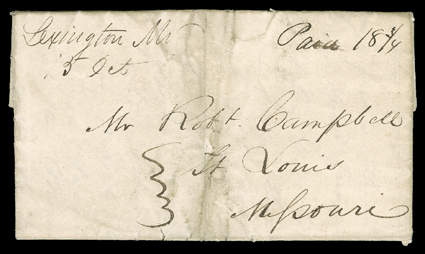 Lexington Mo Paid 18¾
5 Oct
Mr Robt. Campbell
St Louis
Missouri